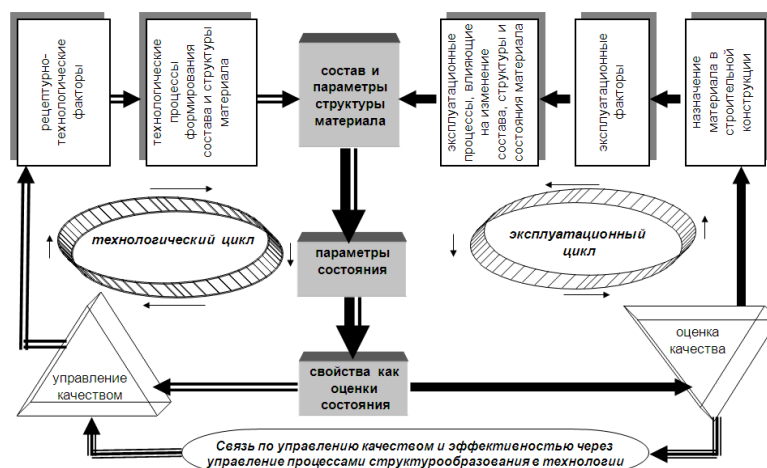 рецептурно-
технологические
факторы
технологические
процессы
формирования
состава и структуры
материала
состав и
параметры
структуры
материала
эксплуатационные
процессы, влияющие
на изменение
состава, структуры и
состояния материала
эксплуатационные
факторы
назначение
материала в
строительной
конструкции
технологический цикл
параметры
состояния
эксплуатационный
цикл
управление
качеством
свойства как
оценки
состояния
оценка
качества
Связь по управлению качеством и эффективностью через
управление процессами структурообразования в технологии